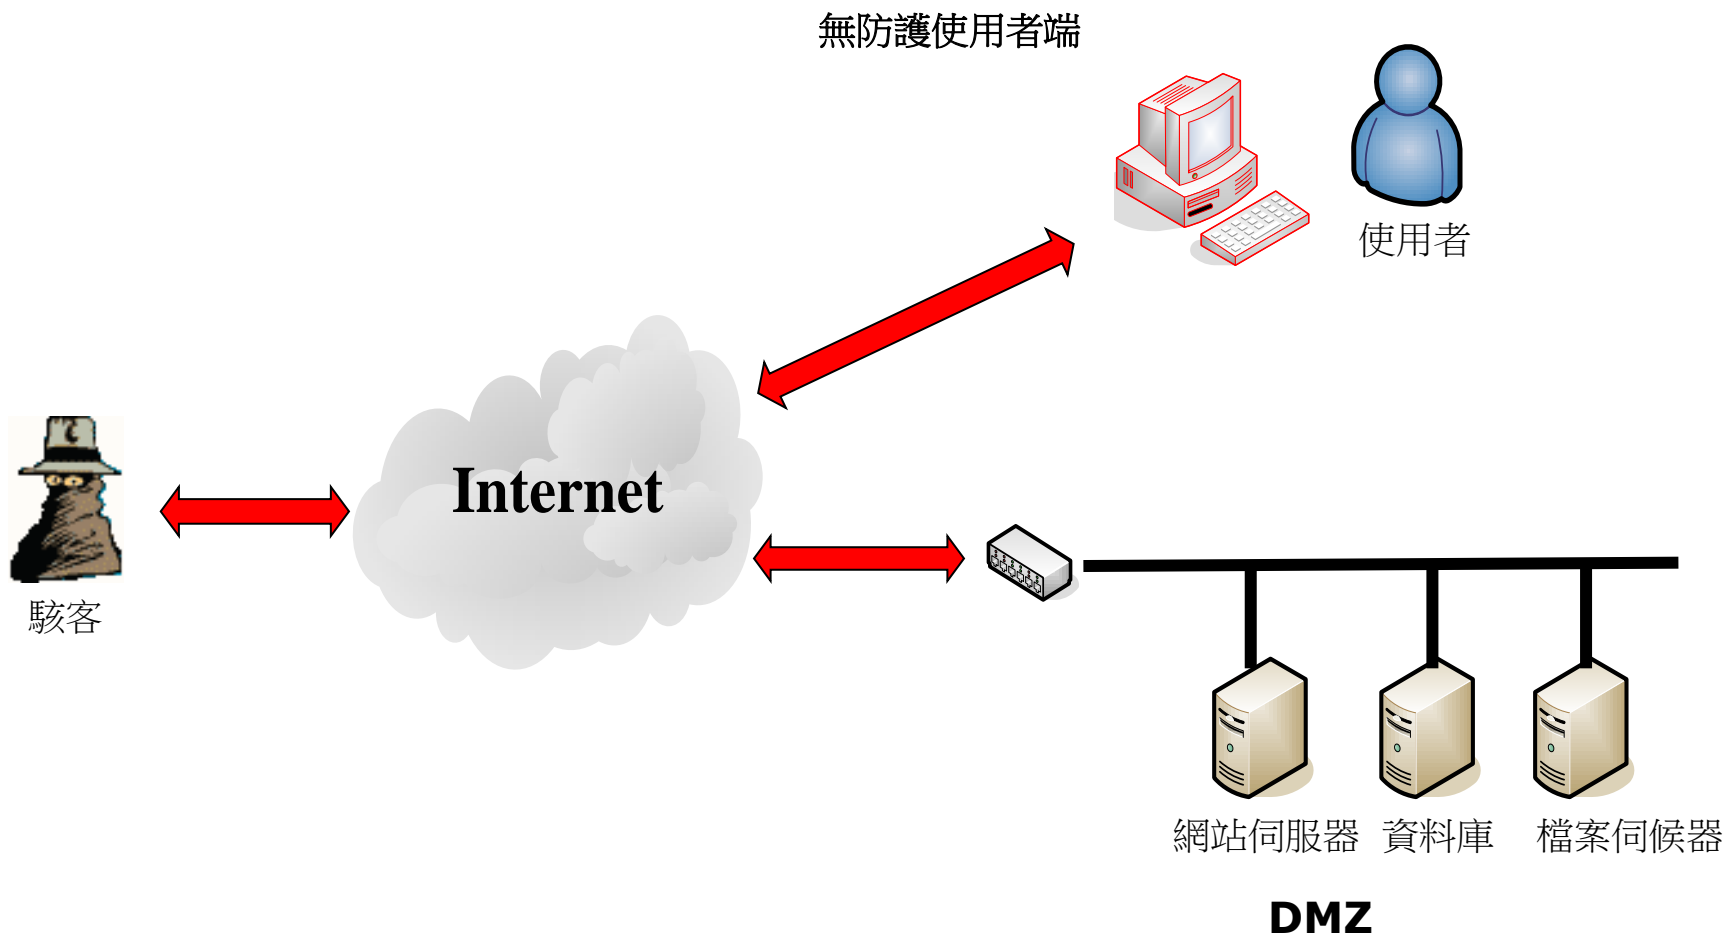 無防護使用者端
使用者
Internet
駭客
網站伺服器
資料庫
檔案伺候器
DMZ